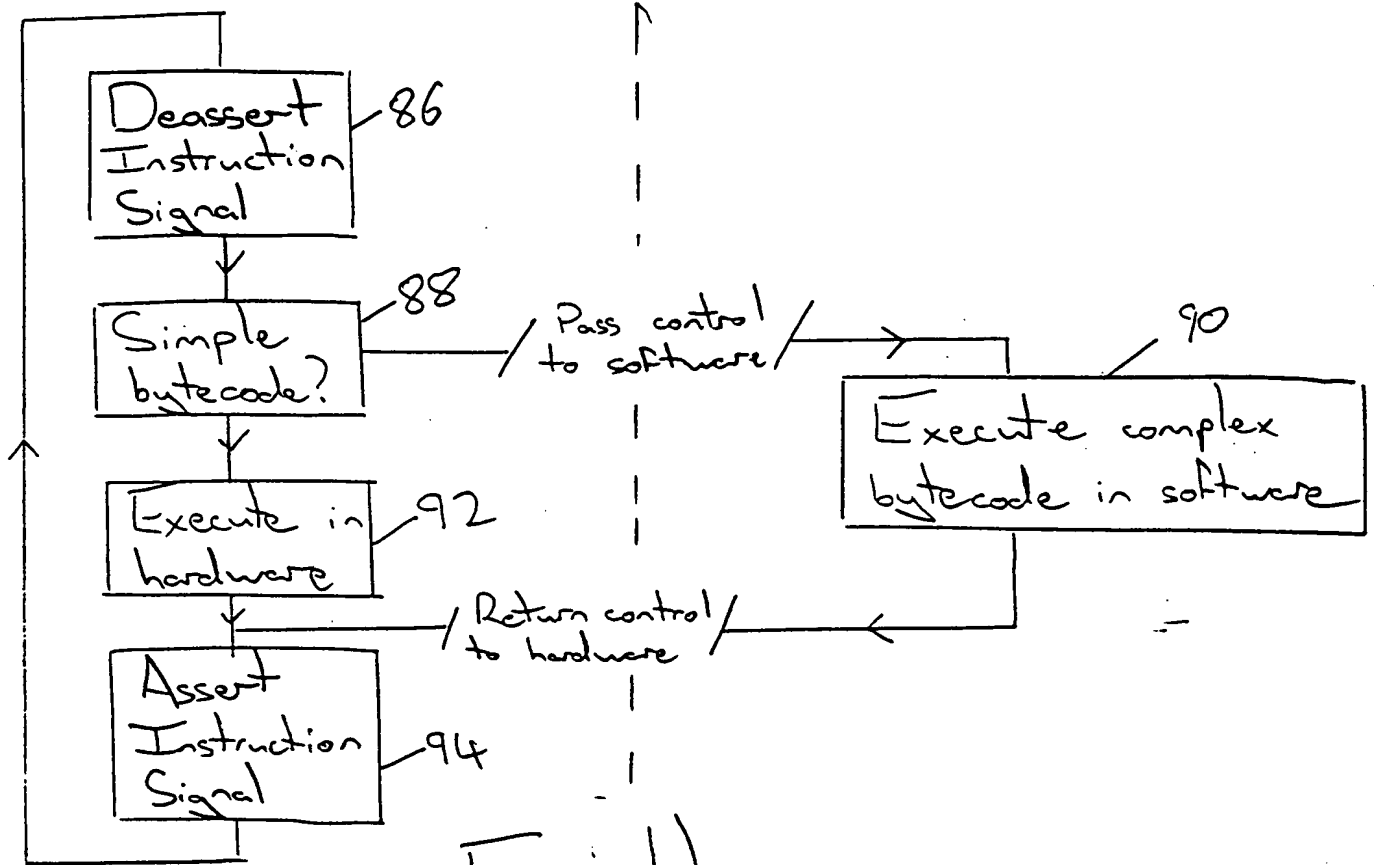 Deassert
Instruction
Signal
86
Simple
bytecode?
88
Pass control
to software
90
Execute complex
bytecode in software
Execute in
hardware
92
Return control
to hardware
Assert
Instruction
Signal
94